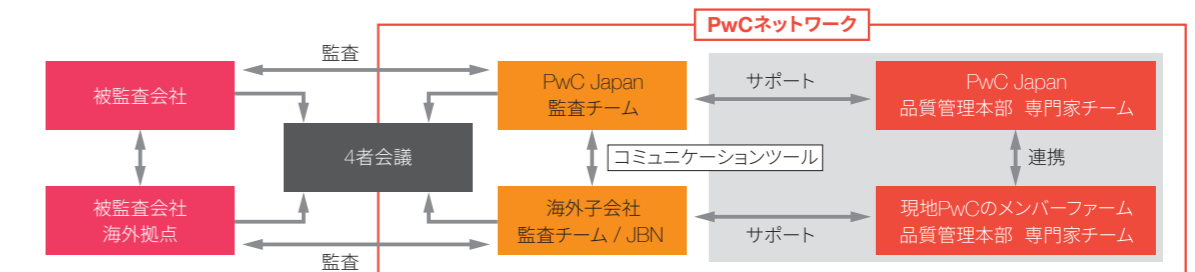 PwCネットワーク
監査
被監査会社
PwC Japan
監査チーム
サポート
PwC Japan
品質管理本部 専門家チーム
4者会議
コミュニケーションツール
連携
被監査会社
海外拠点
海外子会社
監査チーム / JBN
サポート
現地PwCのメンバーファーム
品質管理本部 専門家チーム
監査